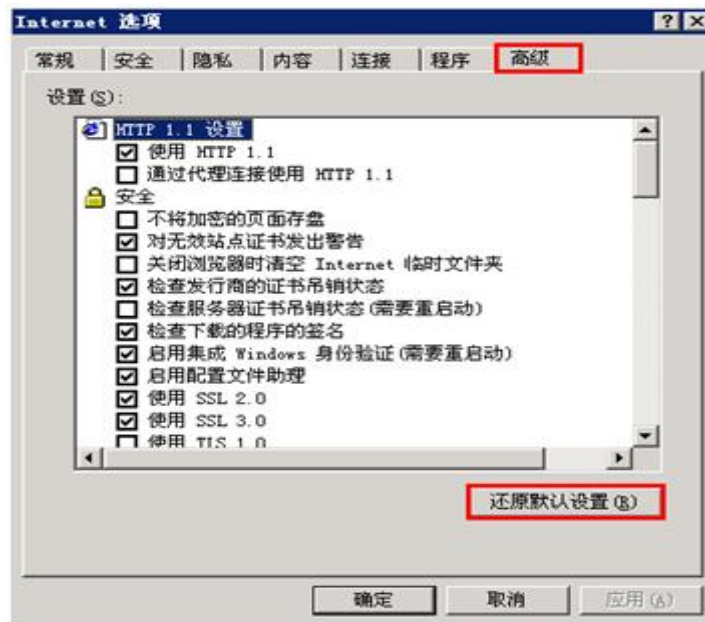 Internet 选项
常规 安全 隐私 内容 连接 程序 高级
设置(S):
HTTP 1.1 设置
使用 HTTP 1.1
通过代理连接使用 HTTP 1.1
安全
不将加密的页面存盘
对无效站点证书发出警告
关闭浏览器时清空 Internet 临时文件夹
检查发行商的证书吊销状态
检查服务器证书吊销状态(需要重启动)
检查下载的程序的签名
启用集成 Windows 身份验证(需要重启动)
启用配置文件助理
使用 SSL 2.0
使用 SSL 3.0
使用 TLS 1.0
还原默认设置(R)
确定 取消 应用(A)